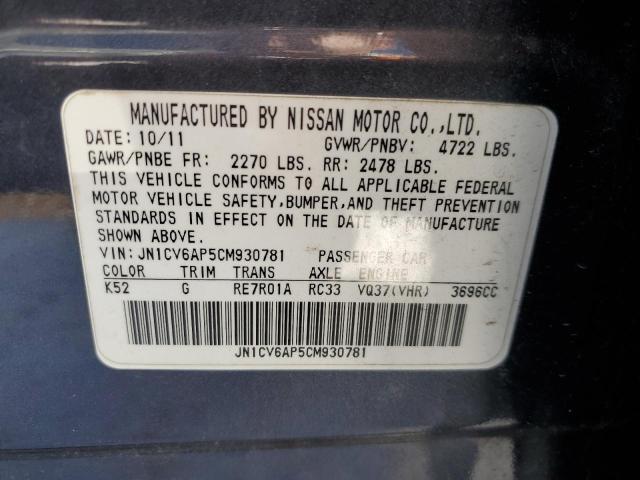 MANUFACTURED BY NISSAN MOTOR CO.,LTD.
DATE: 10/11 GVWR/PNBV: 4722 LBS.
GAWR/PNBE FR: 2270 LBS. RR: 2478 LBS.
THIS VEHICLE CONFORMS TO ALL APPLICABLE FEDERAL
MOTOR VEHICLE SAFETY,BUMPER,AND THEFT PREVENTION
STANDARDS IN EFFECT ON THE DATE OF MANUFACTURE
SHOWN ABOVE.
VIN: JN1CV6AP5CM930781 PASSENGER CAR
COLOR TRIM TRANS AXLE ENGINE
K52 G RE7R01A RC33 VQ37(VHR) 3696CC
JN1CV6AP5CM930781